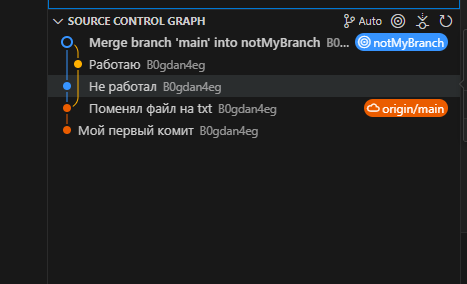 SOURCE CONTROL GRAPH Auto
Merge branch 'main' into notMyBranch B0... notMyBranch
Работаю B0gdan4eg
Не работал B0gdan4eg
Поменял файл на txt B0gdan4eg origin/main
Мой первый комит B0gdan4eg